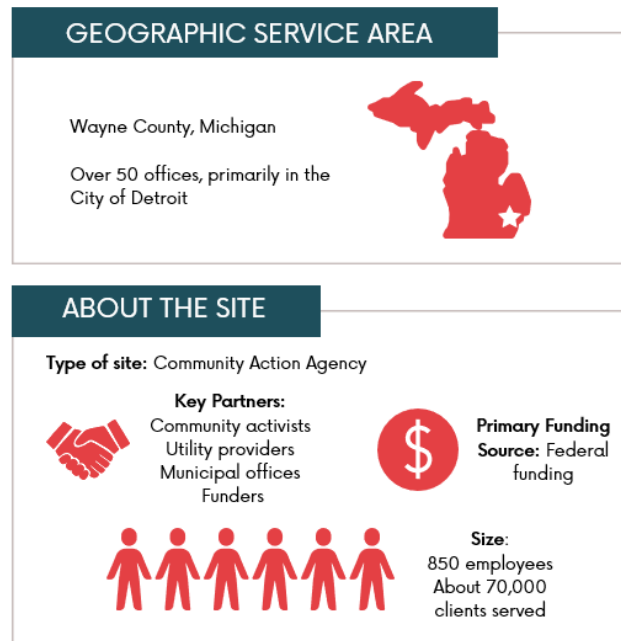 GEOGRAPHIC SERVICE AREA
Wayne County, Michigan
Over 50 offices, primarily in the
City of Detroit
ABOUT THE SITE
Type of site: Community Action Agency
Key Partners:
Community activists
Utility providers
Municipal offices
Funders
$
Primary Funding
Source: Federal
funding
Size:
850 employees
About 70,000
clients served